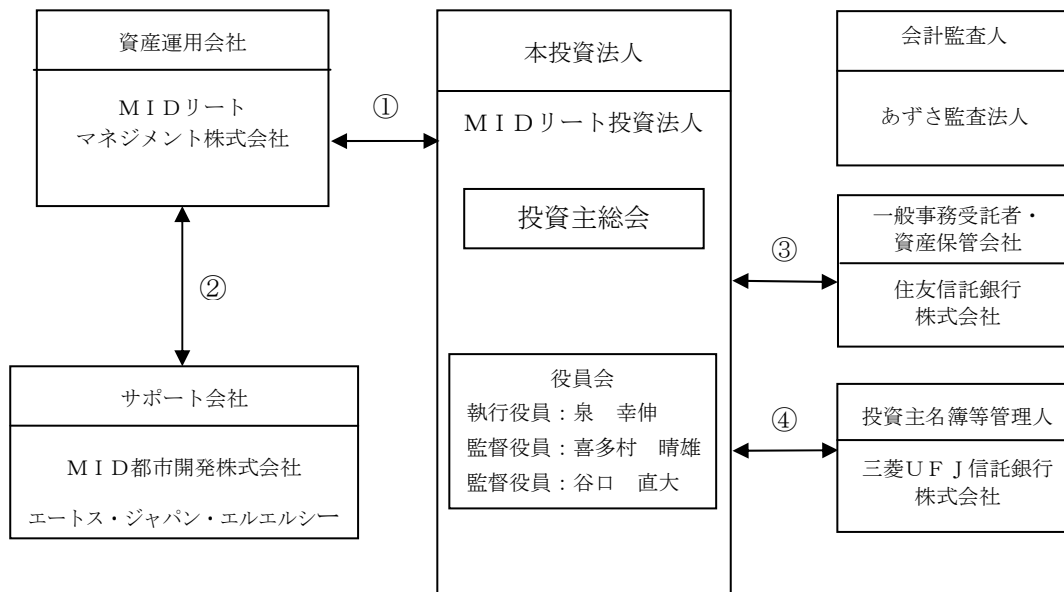 資産運用会社
ＭＩＤリート
マネジメント株式会社
①
②
サポート会社
ＭＩＤ都市開発株式会社
エートス・ジャパン・エルエルシー
本投資法人
ＭＩＤリート投資法人
投資主総会
役員会
執行役員：泉　幸伸
監督役員：喜多村　晴雄
監督役員：谷口　直大
会計監査人
あずさ監査法人
③
一般事務受託者・
資産保管会社
住友信託銀行
株式会社
④
投資主名簿等管理人
三菱ＵＦＪ信託銀行
株式会社